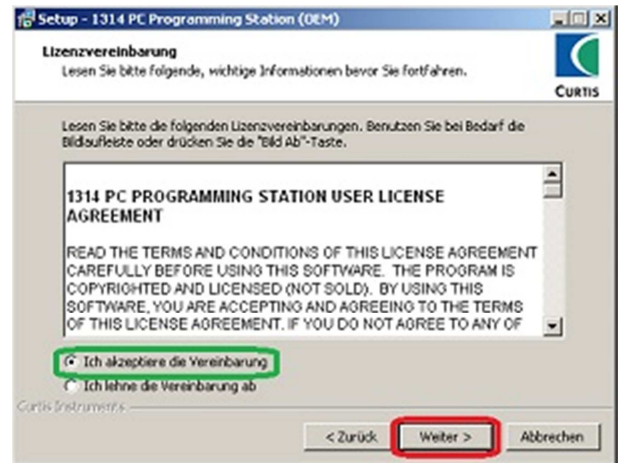 Setup - 1314 PC Programming Station (OEM)
Lizenzvereinbarung
Lesen Sie bitte folgende, wichtige Informationen bevor Sie fortfahren.
CURTIS
Lesen Sie bitte die folgenden Lizenzvereinbarungen. Benutzen Sie bei Bedarf die
Bildlaufleiste oder drücken Sie die "Bild Ab"-Taste.
1314 PC PROGRAMMING STATION USER LICENSE
AGREEMENT
READ THE TERMS AND CONDITIONS OF THIS LICENSE AGREEMENT
CAREFULLY BEFORE USING THIS SOFTWARE. THE PROGRAM IS
COPYRIGHTED AND LICENSED (NOT SOLD). BY USING THIS
SOFTWARE, YOU ARE ACCEPTING AND AGREEING TO THE TERMS
OF THIS LICENSE AGREEMENT. IF YOU DO NOT AGREE TO ANY OF
Ich akzeptiere die Vereinbarung
Ich lehne die Vereinbarung ab
Curtis Instruments
< Zurück Weiter > Abbrechen